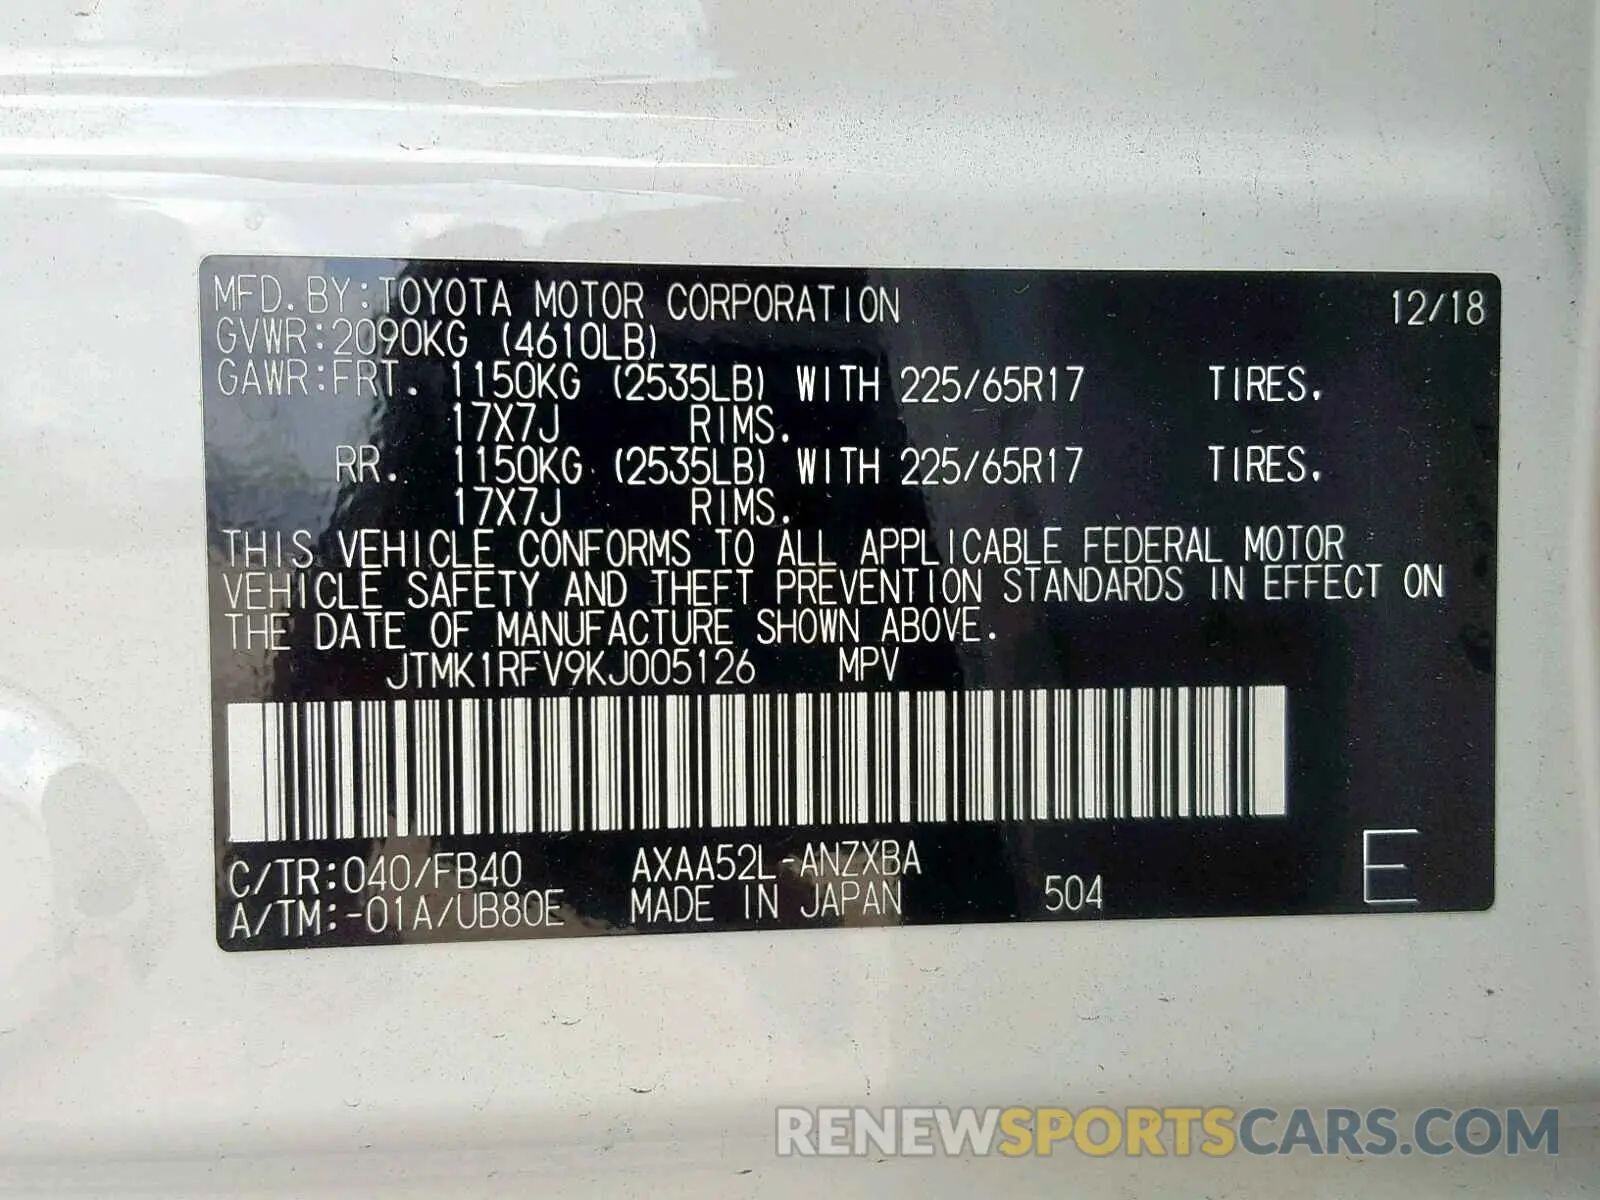 MFD. BY:TOYOTA MOTOR CORPORATION 12/18
GVWR:2090KG (4610LB)
GAWR:FRT. 1150KG (2535LB) WITH 225/65R17 TIRES.
17X7J RIMS.
RR. 1150KG (2535LB) WITH 225/65R17 TIRES.
17X7J RIMS.
THIS VEHICLE CONFORMS TO ALL APPLICABLE FEDERAL MOTOR
VEHICLE SAFETY AND THEFT PREVENTION STANDARDS IN EFFECT ON
THE DATE OF MANUFACTURE SHOWN ABOVE.
JTMK1RFV9KJ005126 MPV
C/TR:040/FB40 AXAA52L-ANZXBA
A/TM:-01A/UB80E MADE IN JAPAN 504 E
RENEWSPORTSCARS.COM